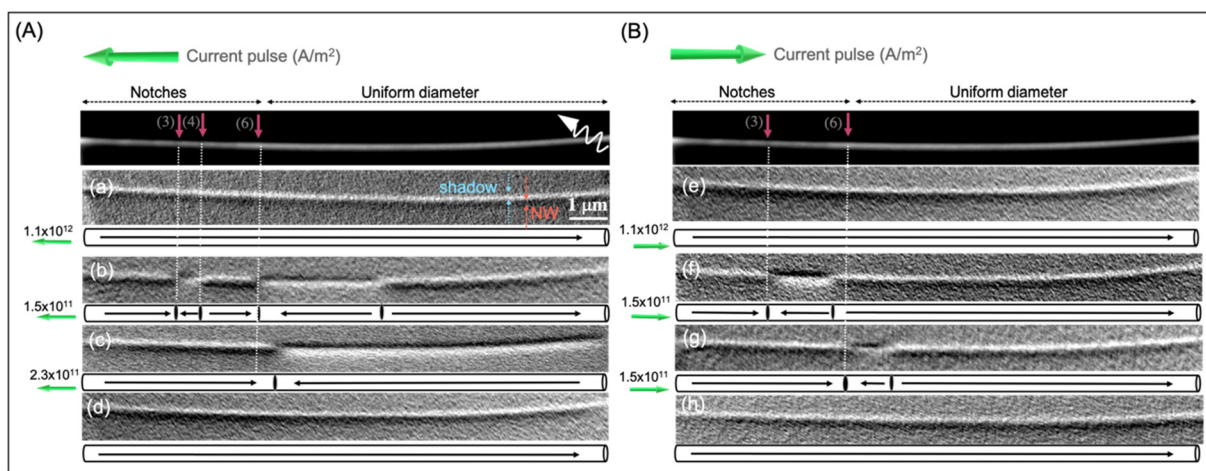 (A)
Current pulse (A/m²)
Notches
Uniform diameter
(3)
(4)
(6)
(a)
shadow
NW
1 μm
1.1x10¹²
(b)
1.5x10¹¹
(c)
2.3x10¹¹
(d)
(B)
Current pulse (A/m²)
Notches
Uniform diameter
(3)
(6)
(e)
1.1x10¹²
(f)
1.5x10¹¹
(g)
1.5x10¹¹
(h)